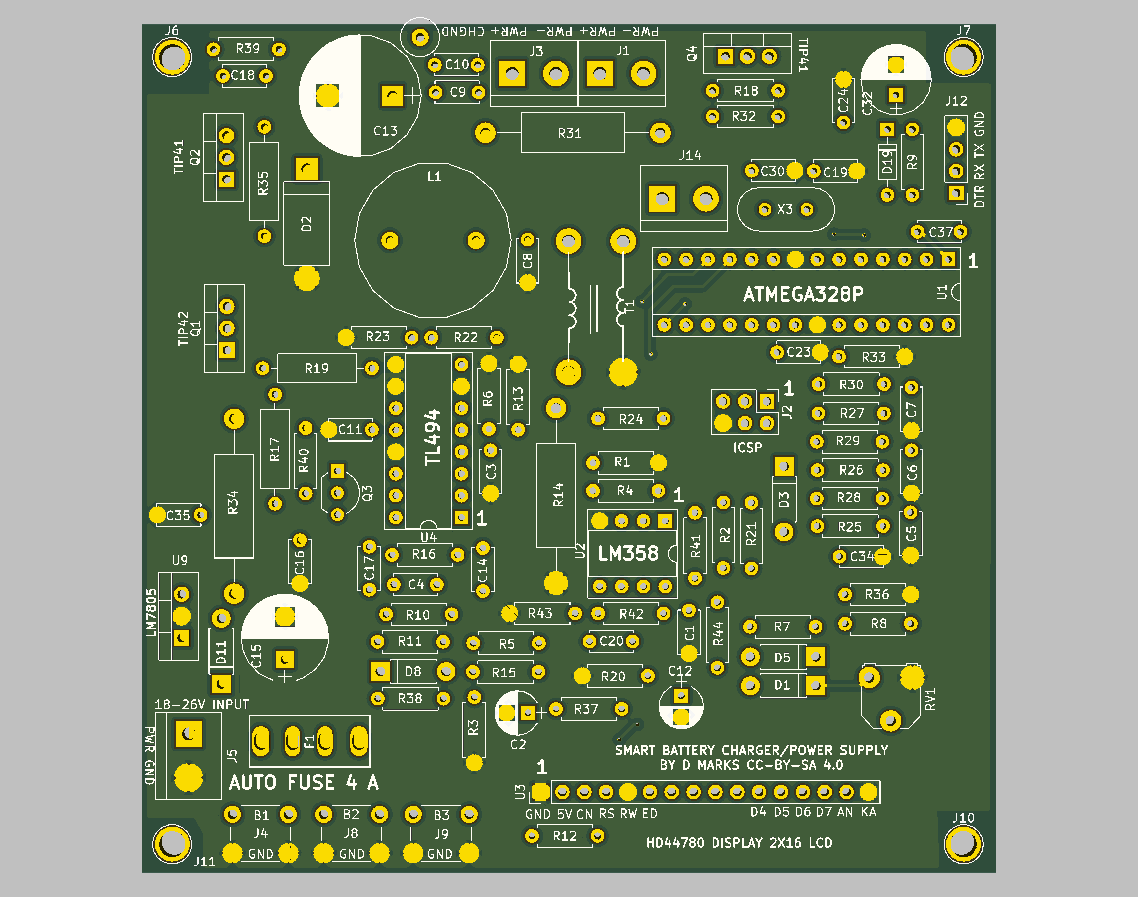 J6
CHGND PWR+ PWR− PWR+ PWR−
J7
R39
J3
J1
Q4
TIP41
C18
C10
C9
R18
C24
C32
J12
C13
R32
TIP41
Q2
R31
D19
R9
DTR RX TX GND
R35
L1
J14
C30
C19
D2
X3
C37
C8
T1
1
ATMEGA328P
U1
TIP42
Q1
R23
R22
C23
R33
R19
R6
R13
R30
1
J2
C7
R24
R27
ICSP
R17
R40
C11
TL494
R29
C3
R1
R26
C6
R34
Q3
R14
R4
1
D3
R28
C35
1
R41
R2
R21
R25
C5
U4
U2
LM358
C34
U9
C16
C17
R16
C14
C4
R36
LM7805
R10
R43
R42
C1
R44
R8
R7
D11
C15
R11
R5
C20
D5
D8
R15
R20
C12
D1
RV1
18-26V INPUT
R38
R3
C2
R37
PWR GND
J5
F1
SMART BATTERY CHARGER/POWER SUPPLY
BY D MARKS CC-BY-SA 4.0
AUTO FUSE 4 A
1
U3
GND 5V CN RS RW ED
D4 D5 D6 D7 AN KA
B1
B2
B3
J4
J8
J9
J10
R12
HD44780 DISPLAY 2X16 LCD
GND
GND
GND
J11